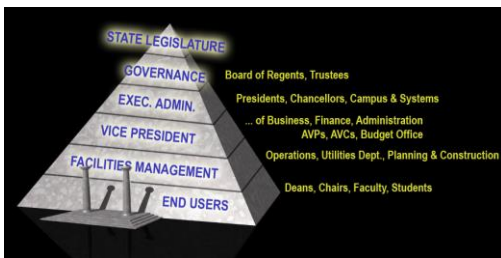 STATE LEGISLATURE
GOVERNANCE
Board of Regents, Trustees
EXEC. ADMIN.
Presidents, Chancellors, Campus & Systems
VICE PRESIDENT
... of Business, Finance, Administration
AVPs, AVCs, Budget Office
FACILITIES MANAGEMENT
Operations, Utilities Dept., Planning & Construction
END USERS
Deans, Chairs, Faculty, Students